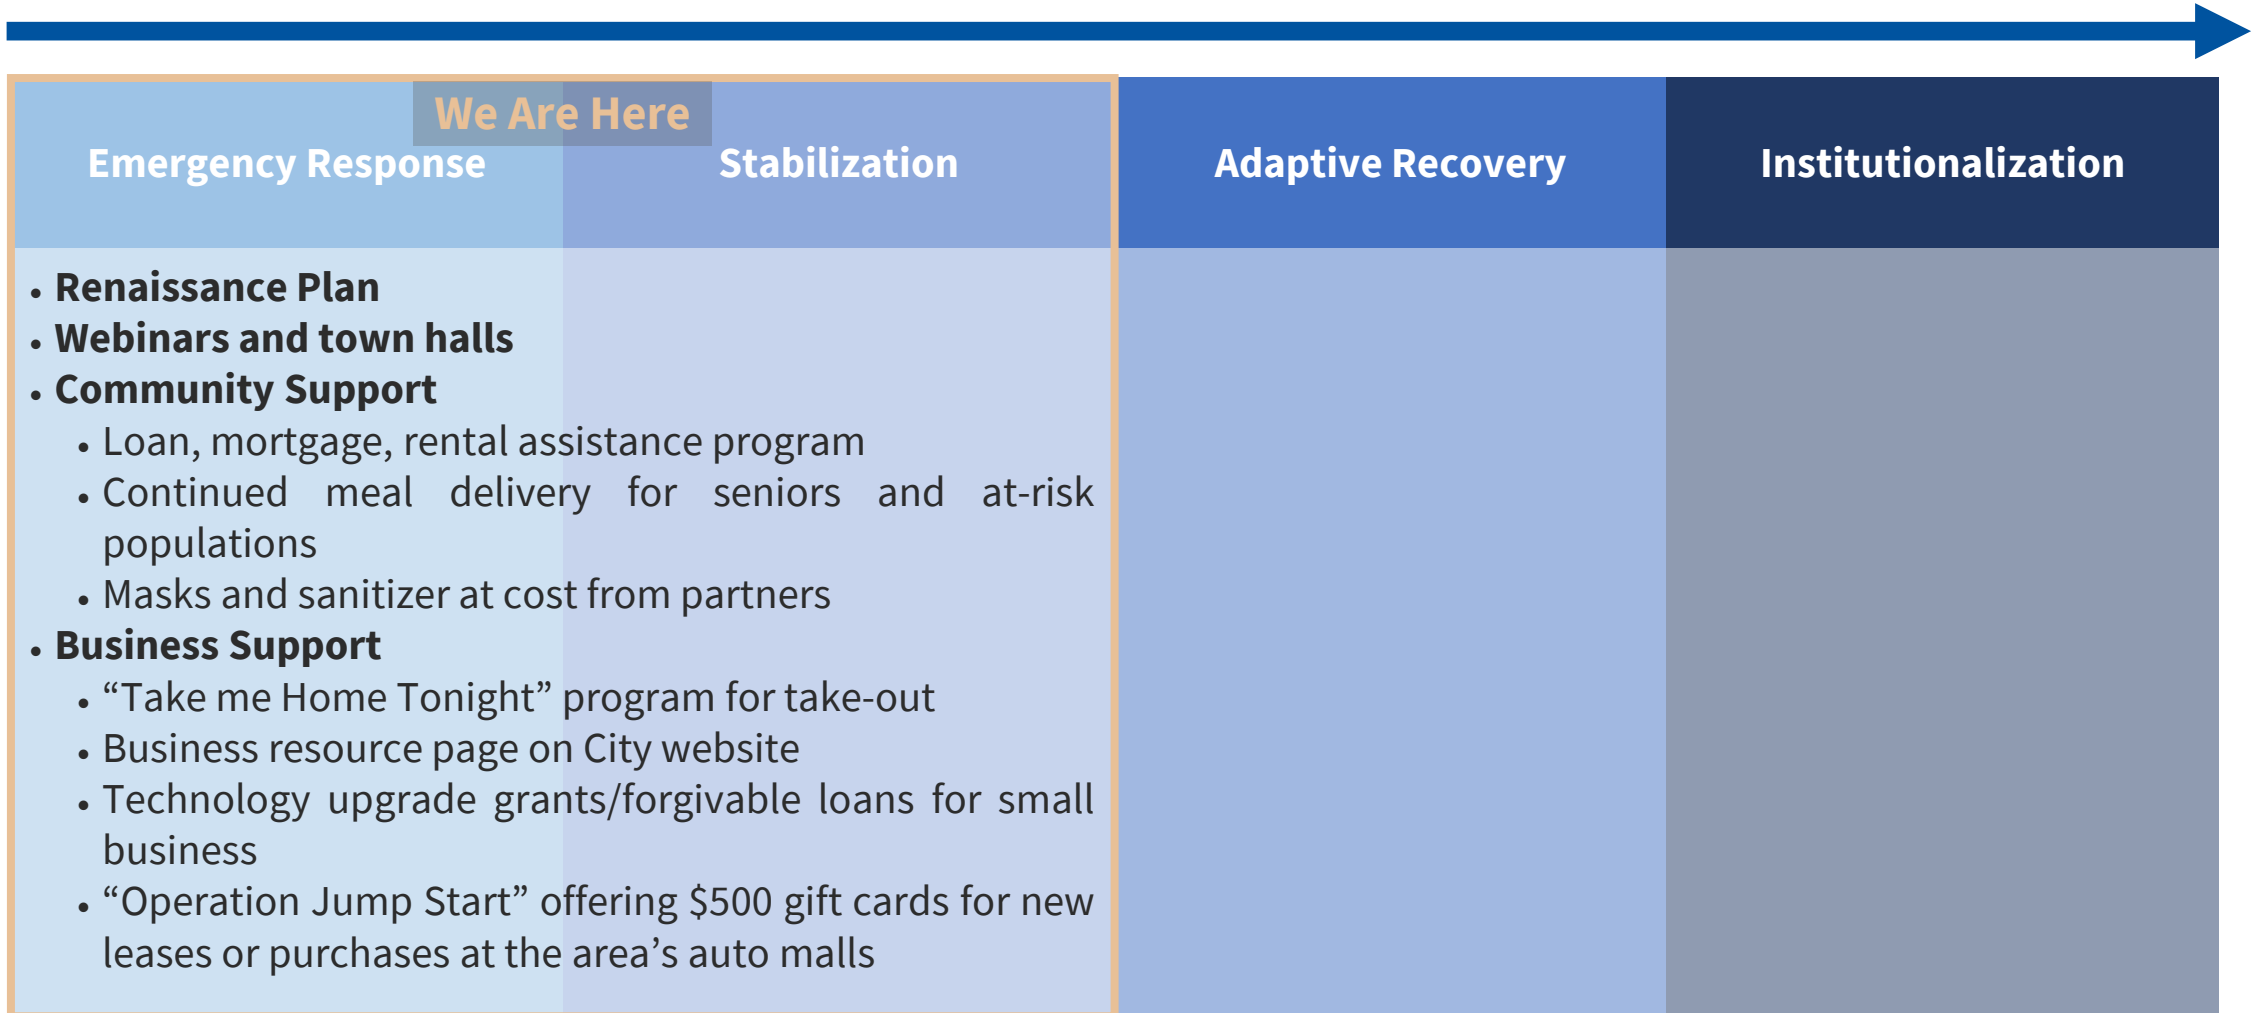 We Are Here
Emergency Response
Stabilization
Adaptive Recovery
Institutionalization
• Renaissance Plan
• Webinars and town halls
• Community Support
• Loan, mortgage, rental assistance program
• Continued meal delivery for seniors and at-risk
populations
• Masks and sanitizer at cost from partners
• Business Support
• “Take me Home Tonight” program for take-out
• Business resource page on City website
• Technology upgrade grants/forgivable loans for small
business
• “Operation Jump Start” offering $500 gift cards for new
leases or purchases at the area’s auto malls